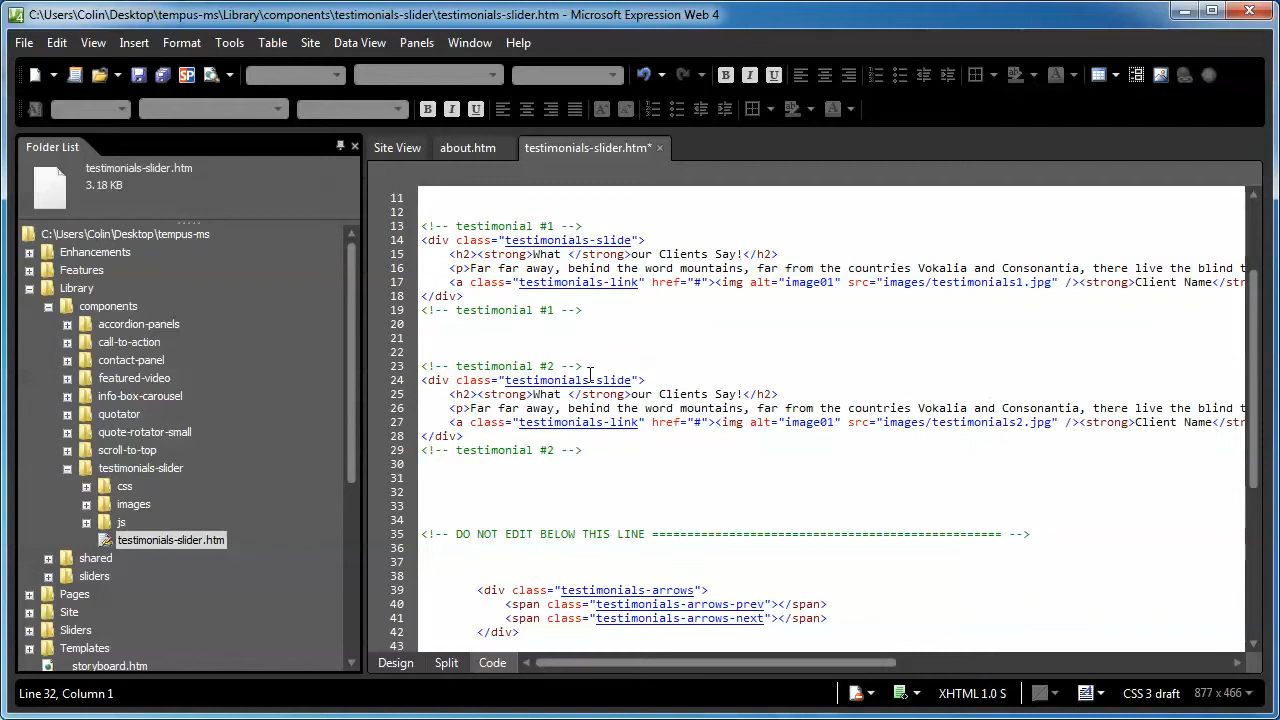 C:\Users\Colin\Desktop\tempus-ms\Library\components\testimonials-slider\testimonials-slider.htm - Microsoft Expression Web 4
File Edit View Insert Format Tools Table Site Data View Panels Window Help
Folder List
testimonials-slider.htm
3.18 KB
C:\Users\Colin\Desktop\tempus-ms
Enhancements
Features
Library
components
accordion-panels
call-to-action
contact-panel
featured-video
info-box-carousel
quotator
quote-rotator-small
scroll-to-top
testimonials-slider
css
images
js
testimonials-slider.htm
shared
sliders
Pages
Site
Sliders
Templates
storyboard.htm
Site View about.htm testimonials-slider.htm* ×
11
12
13 <!-- testimonial #1 -->
14 <div class="testimonials-slide">
15 <h2><strong>What </strong>our Clients Say!</h2>
16 <p>Far far away, behind the word mountains, far from the countries Vokalia and Consonantia, there live the blind t
17 <a class="testimonials-link" href="#"><img alt="image01" src="images/testimonials1.jpg" /><strong>Client Name</str
18 </div>
19 <!-- testimonial #1 -->
20
21
22
23 <!-- testimonial #2 -->
24 <div class="testimonials-slide">
25 <h2><strong>What </strong>our Clients Say!</h2>
26 <p>Far far away, behind the word mountains, far from the countries Vokalia and Consonantia, there live the blind t
27 <a class="testimonials-link" href="#"><img alt="image01" src="images/testimonials2.jpg" /><strong>Client Name</str
28 </div>
29 <!-- testimonial #2 -->
30
31
32
33
34
35 <!-- DO NOT EDIT BELOW THIS LINE ================================================== -->
36
37
38
39 <div class="testimonials-arrows">
40 <span class="testimonials-arrows-prev"></span>
41 <span class="testimonials-arrows-next"></span>
42 </div>
43
Design Split Code
Line 32, Column 1
XHTML 1.0 S
CSS 3 draft
877 x 466